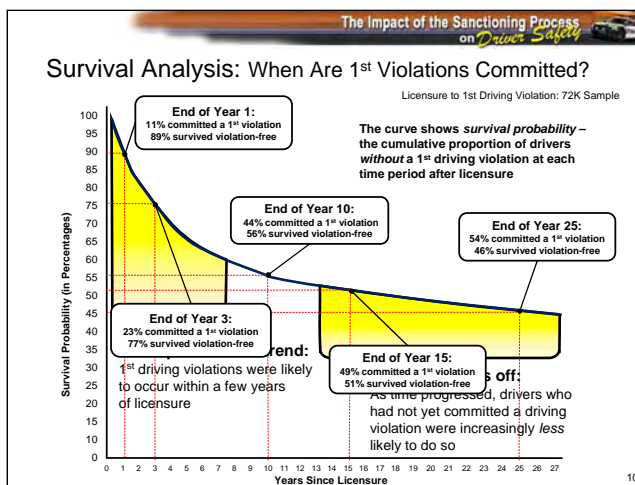 The Impact of the Sanctioning Process
on Driver Safety
Survival Analysis: When Are 1st Violations Committed?
Licensure to 1st Driving Violation: 72K Sample
The curve shows survival probability –
the cumulative proportion of drivers
without a 1st driving violation at each
time period after licensure
End of Year 1:
11% committed a 1st violation
89% survived violation-free
End of Year 10:
44% committed a 1st violation
56% survived violation-free
End of Year 25:
54% committed a 1st violation
46% survived violation-free
End of Year 3:
23% committed a 1st violation
77% survived violation-free
End of Year 15:
49% committed a 1st violation
51% survived violation-free
rend:
1st driving violations were likely
to occur within a few years
of licensure
s off:
As time progressed, drivers who
had not yet committed a driving
violation were increasingly less
likely to do so
Survival Probability (in Percentages)
100
95
90
85
80
75
70
65
60
55
50
45
40
35
30
25
20
15
10
5
0
0 1 2 3 4 5 6 7 8 9 10 11 12 13 14 15 16 17 18 19 20 21 22 23 24 25 26 27
Years Since Licensure
10